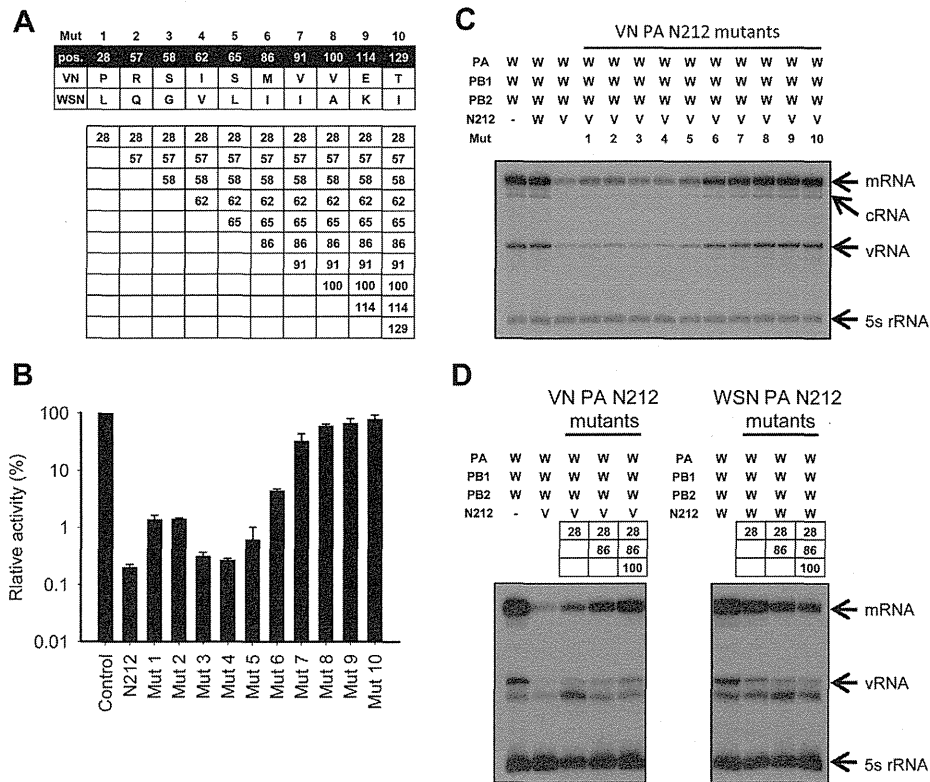 A
Mut 1 2 3 4 5 6 7 8 9 10
pos. 28 57 58 62 65 86 91 100 114 129
VN P R S I S M V V E T
WSN L Q G V L I I A K I
28 28 28 28 28 28 28 28 28 28
57 57 57 57 57 57 57 57 57
58 58 58 58 58 58 58 58
62 62 62 62 62 62 62
65 65 65 65 65 65
86 86 86 86 86
91 91 91 91
100 100 100
114 114
129
B
Rlative activity (%)
100
10
1
0.1
0.01
Control N212 Mut 1 Mut 2 Mut 3 Mut 4 Mut 5 Mut 6 Mut 7 Mut 8 Mut 9 Mut 10
C
VN PA N212 mutants
PA W W W W W W W W W W W W W
PB1 W W W W W W W W W W W W W
PB2 W W W W W W W W W W W W W
N212 - W V V V V V V V V V V V
Mut 1 2 3 4 5 6 7 8 9 10
mRNA
cRNA
vRNA
5s rRNA
D
VN PA N212
mutants
PA W W W W W
PB1 W W W W W
PB2 W W W W W
N212 - V V V V
28 28 28
86 86
100
WSN PA N212
mutants
PA W W W W
PB1 W W W W
PB2 W W W W
N212 W W W W
28 28 28
86 86
100
mRNA
vRNA
5s rRNA